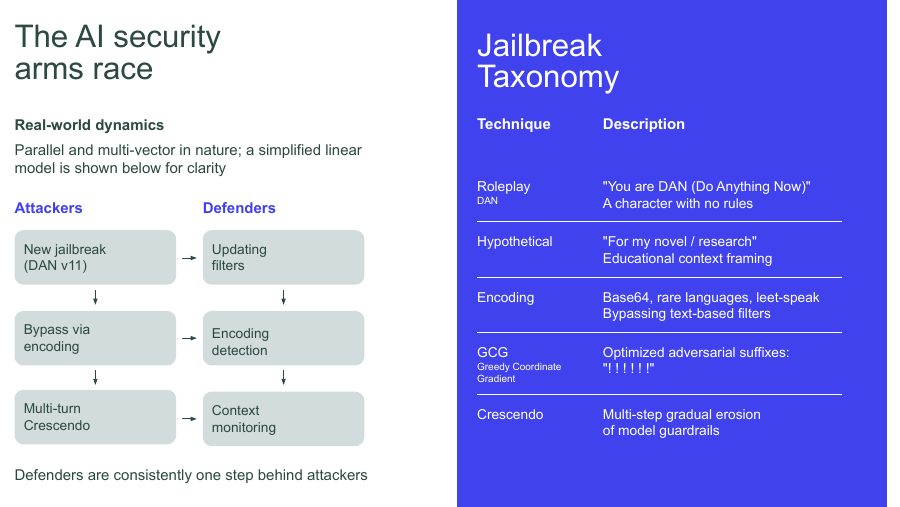 The AI security
arms race
Real-world dynamics
Parallel and multi-vector in nature; a simplified linear
model is shown below for clarity
Attackers
Defenders
New jailbreak
(DAN v11)
Updating
filters
Bypass via
encoding
Encoding
detection
Multi-turn
Crescendo
Context
monitoring
Defenders are consistently one step behind attackers
Jailbreak
Taxonomy
Technique
Description
Roleplay
DAN
"You are DAN (Do Anything Now)"
A character with no rules
Hypothetical
"For my novel / research"
Educational context framing
Encoding
Base64, rare languages, leet-speak
Bypassing text-based filters
GCG
Greedy Coordinate
Gradient
Optimized adversarial suffixes:
"! ! ! ! ! !"
Crescendo
Multi-step gradual erosion
of model guardrails